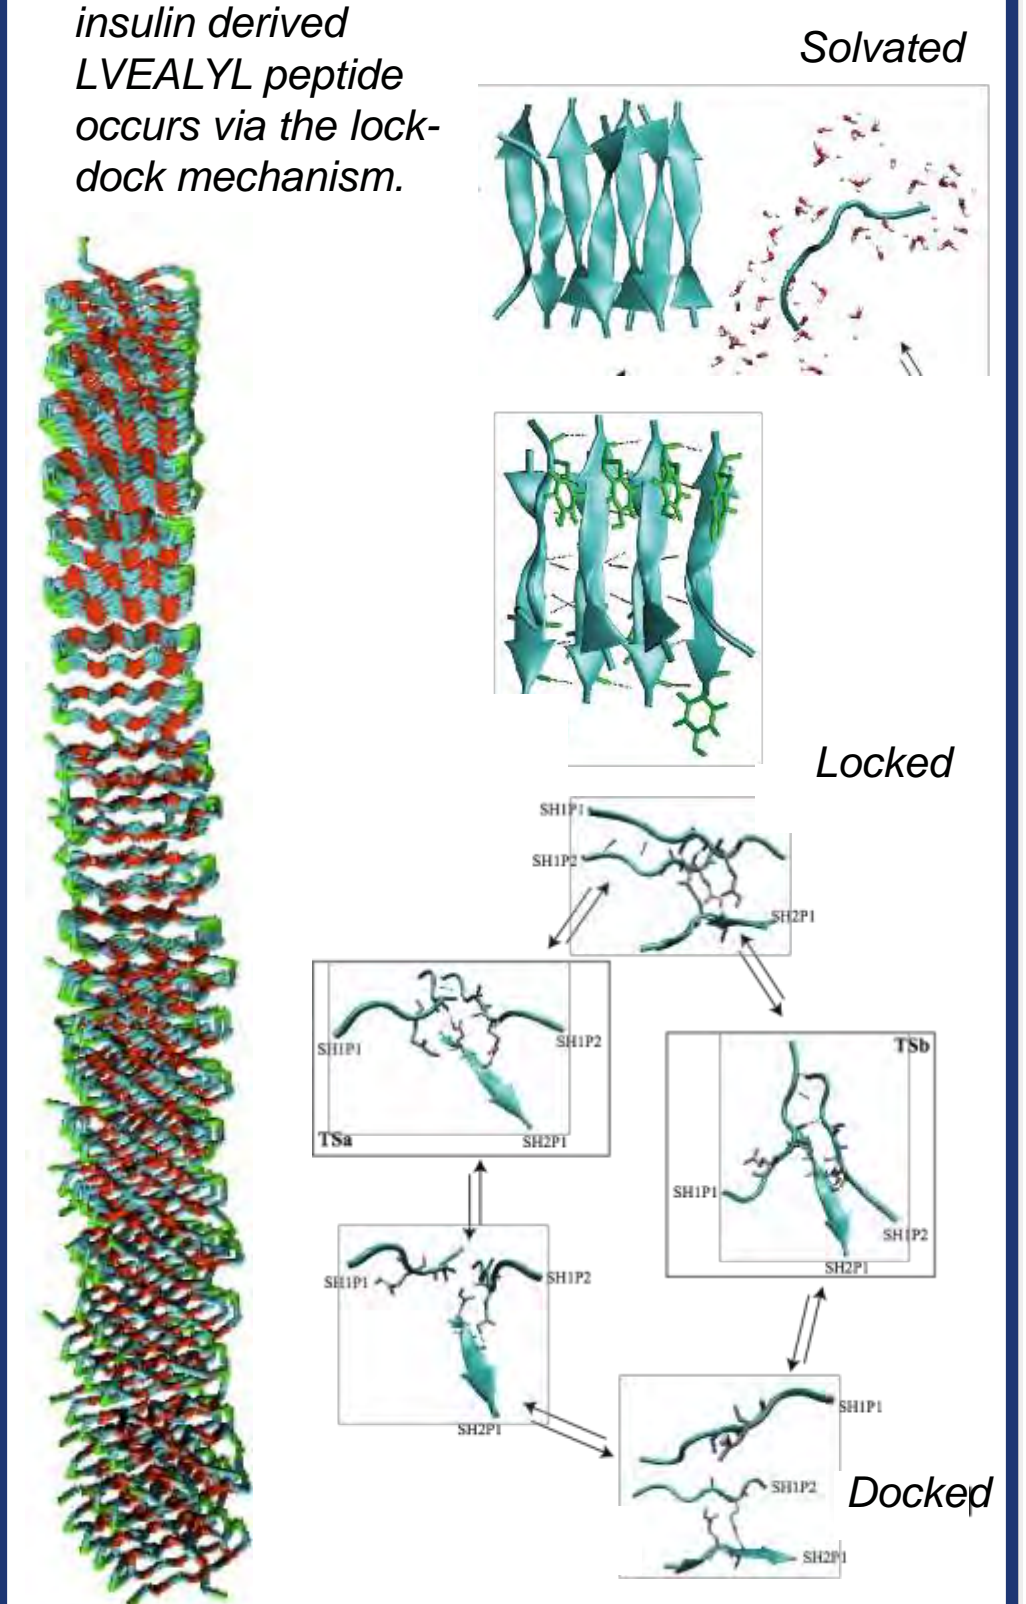 insulin derived
LVEALYL peptide
occurs via the lock-
dock mechanism.
Solvated
Locked
SH1P1
SH1P2
SH2P1
SH1P1
SH1P2
TSa
SH2P1
TSb
SH1P1
SH1P2
SH2P1
SH1P1
SH1P2
SH2P1
SH1P1
SH1P2
Docked
SH2P1